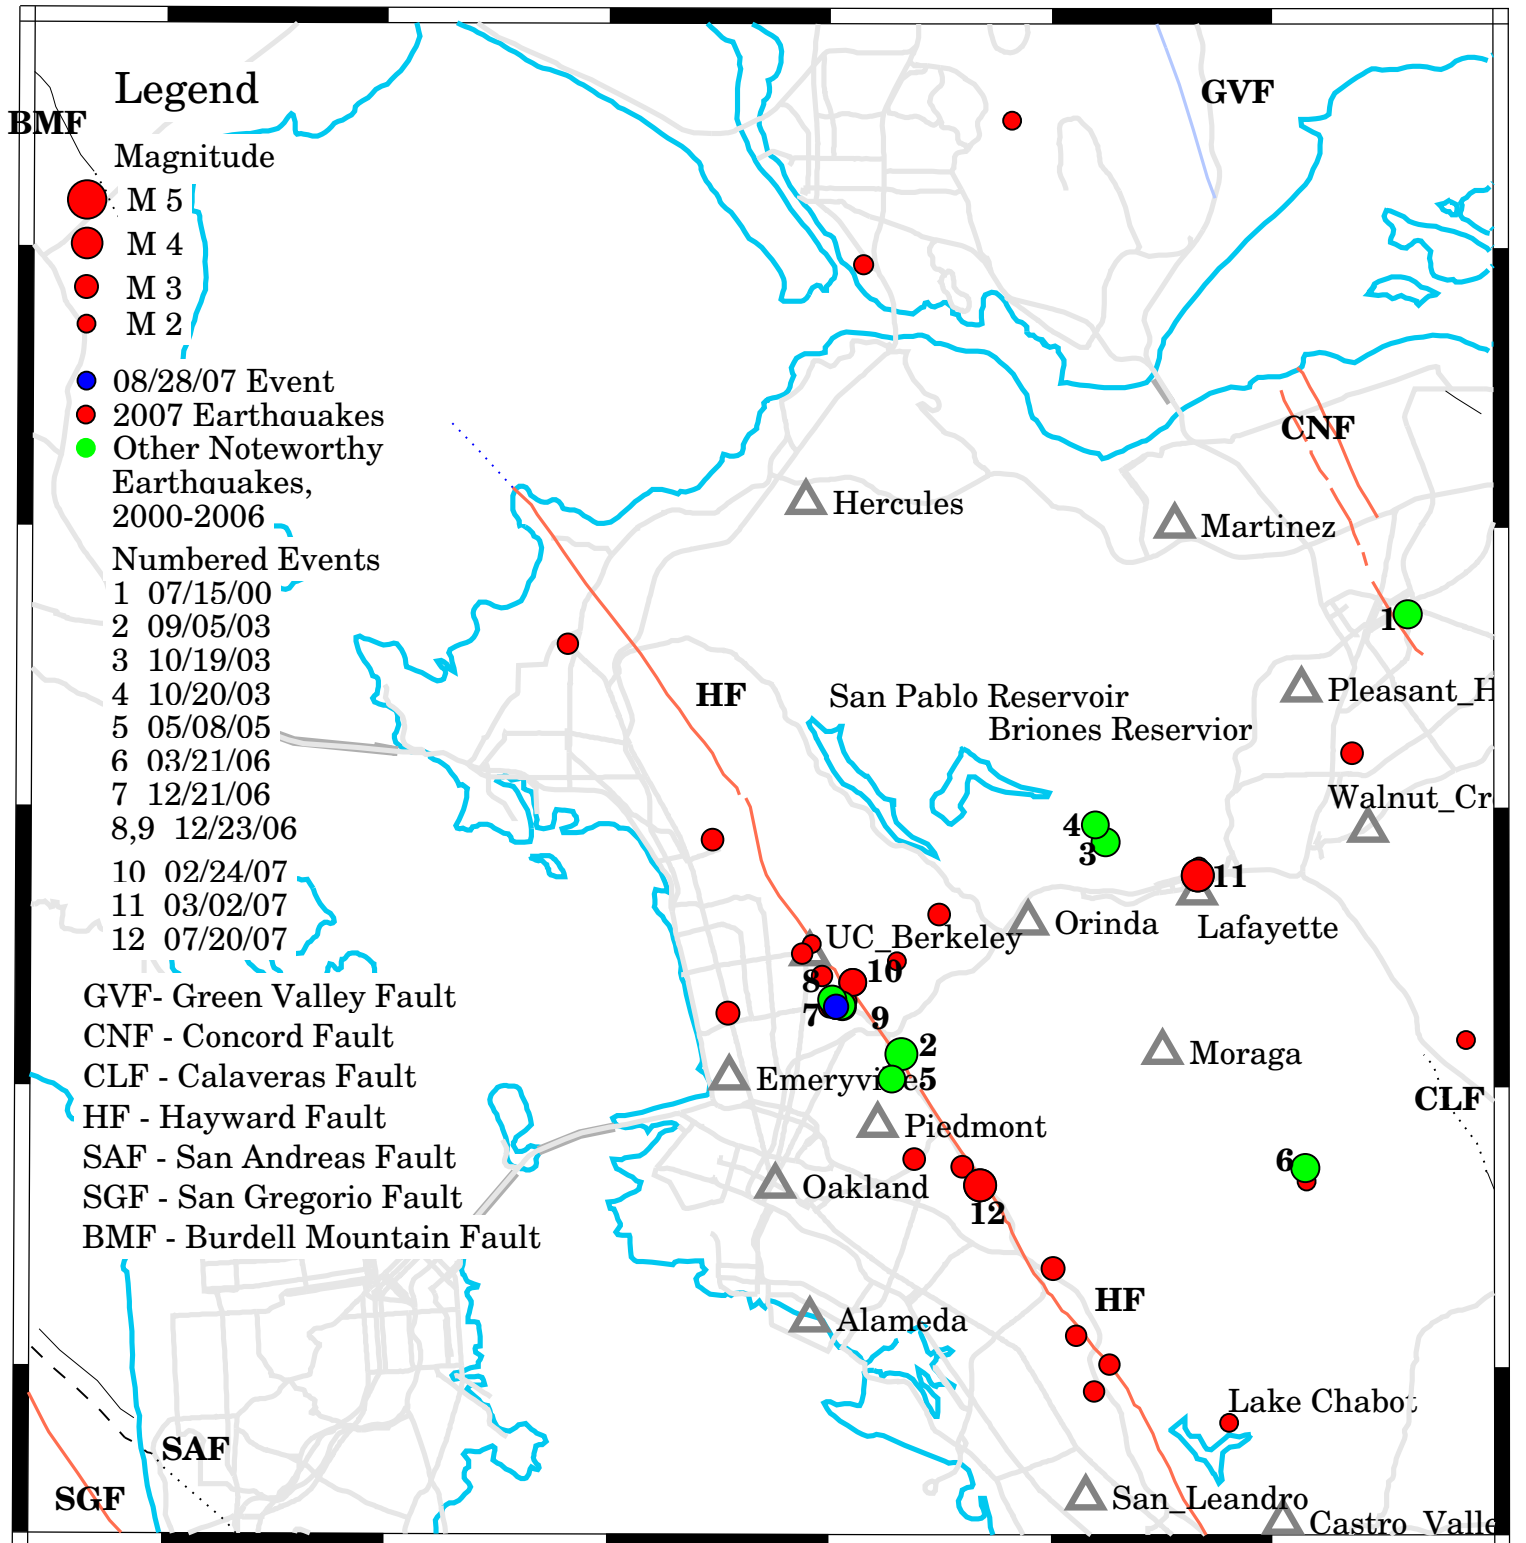 Legend
GVF
BMF
Magnitude
M 5
M 4
M 3
M 2
08/28/07 Event
2007 Earthquakes
Other Noteworthy
Earthquakes,
2000-2006
Numbered Events
1 07/15/00
2 09/05/03
3 10/19/03
4 10/20/03
5 05/08/05
6 03/21/06
7 12/21/06
8,9 12/23/06
10 02/24/07
11 03/02/07
12 07/20/07
GVF- Green Valley Fault
CNF - Concord Fault
CLF - Calaveras Fault
HF - Hayward Fault
SAF - San Andreas Fault
SGF - San Gregorio Fault
BMF - Burdell Mountain Fault
CNF
Hercules
Martinez
1
HF
San Pablo Reservoir
Pleasant_H
Briones Reservior
Walnut_Cr
4
3
11
Orinda
Lafayette
UC_Berkeley
8
10
7
9
2
Moraga
Emeryville
5
CLF
Piedmont
6
Oakland
12
HF
Alameda
Lake Chabot
SAF
SGF
San_Leandro
Castro_Valle